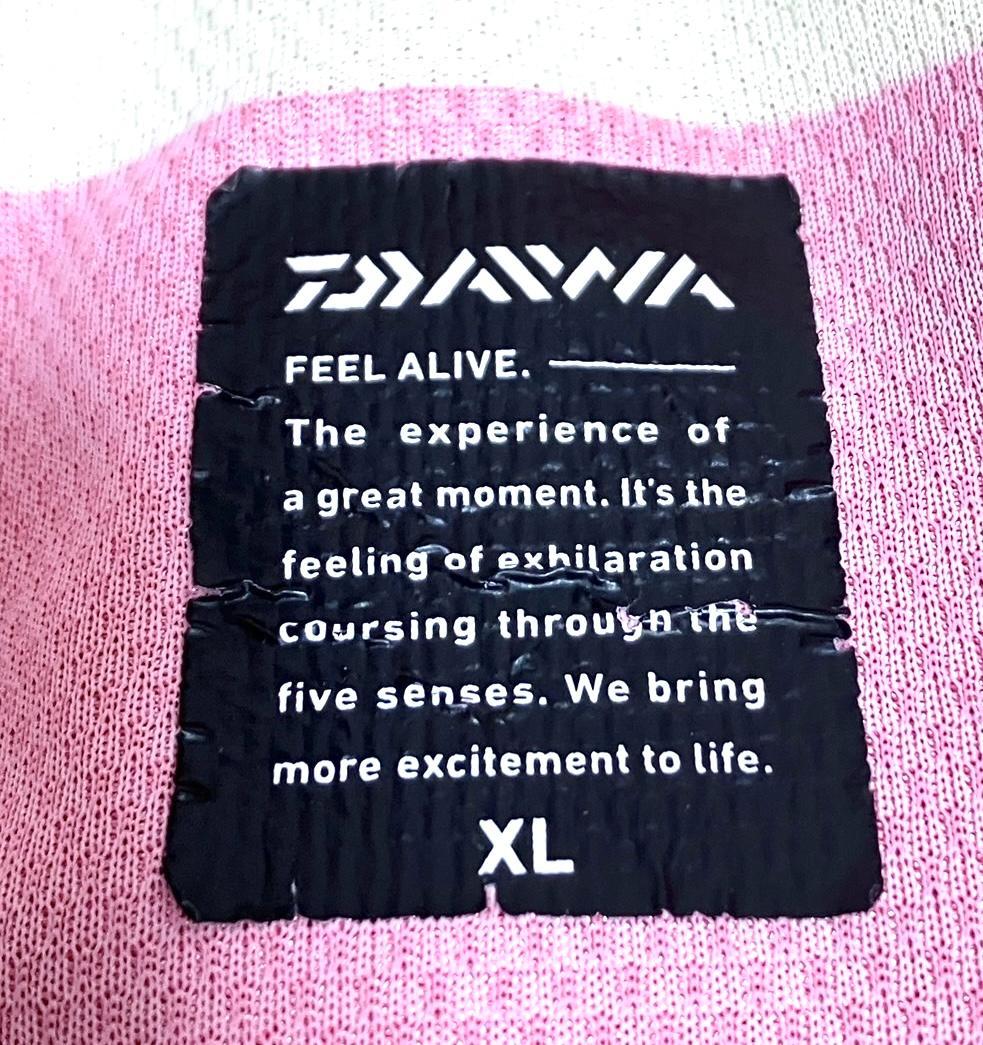 DAIWA
FEEL ALIVE.
The experience of
a great moment. It's the
feeling of exhilaration
coursing through the
five senses. We bring
more excitement to life.
XL